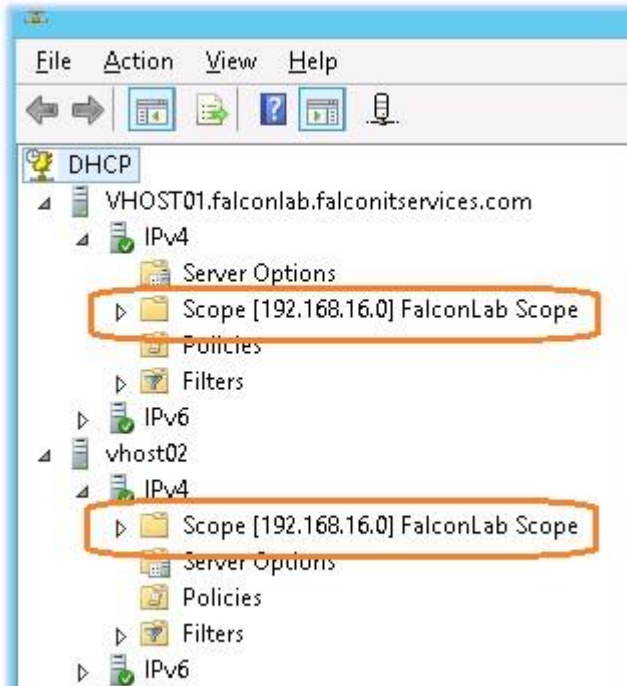 File Action View Help
DHCP
VHOST01.falconlab.falconitservices.com
IPv4
Server Options
Scope [192.168.16.0] FalconLab Scope
Policies
Filters
IPv6
vhost02
IPv4
Scope [192.168.16.0] FalconLab Scope
Server Options
Policies
Filters
IPv6